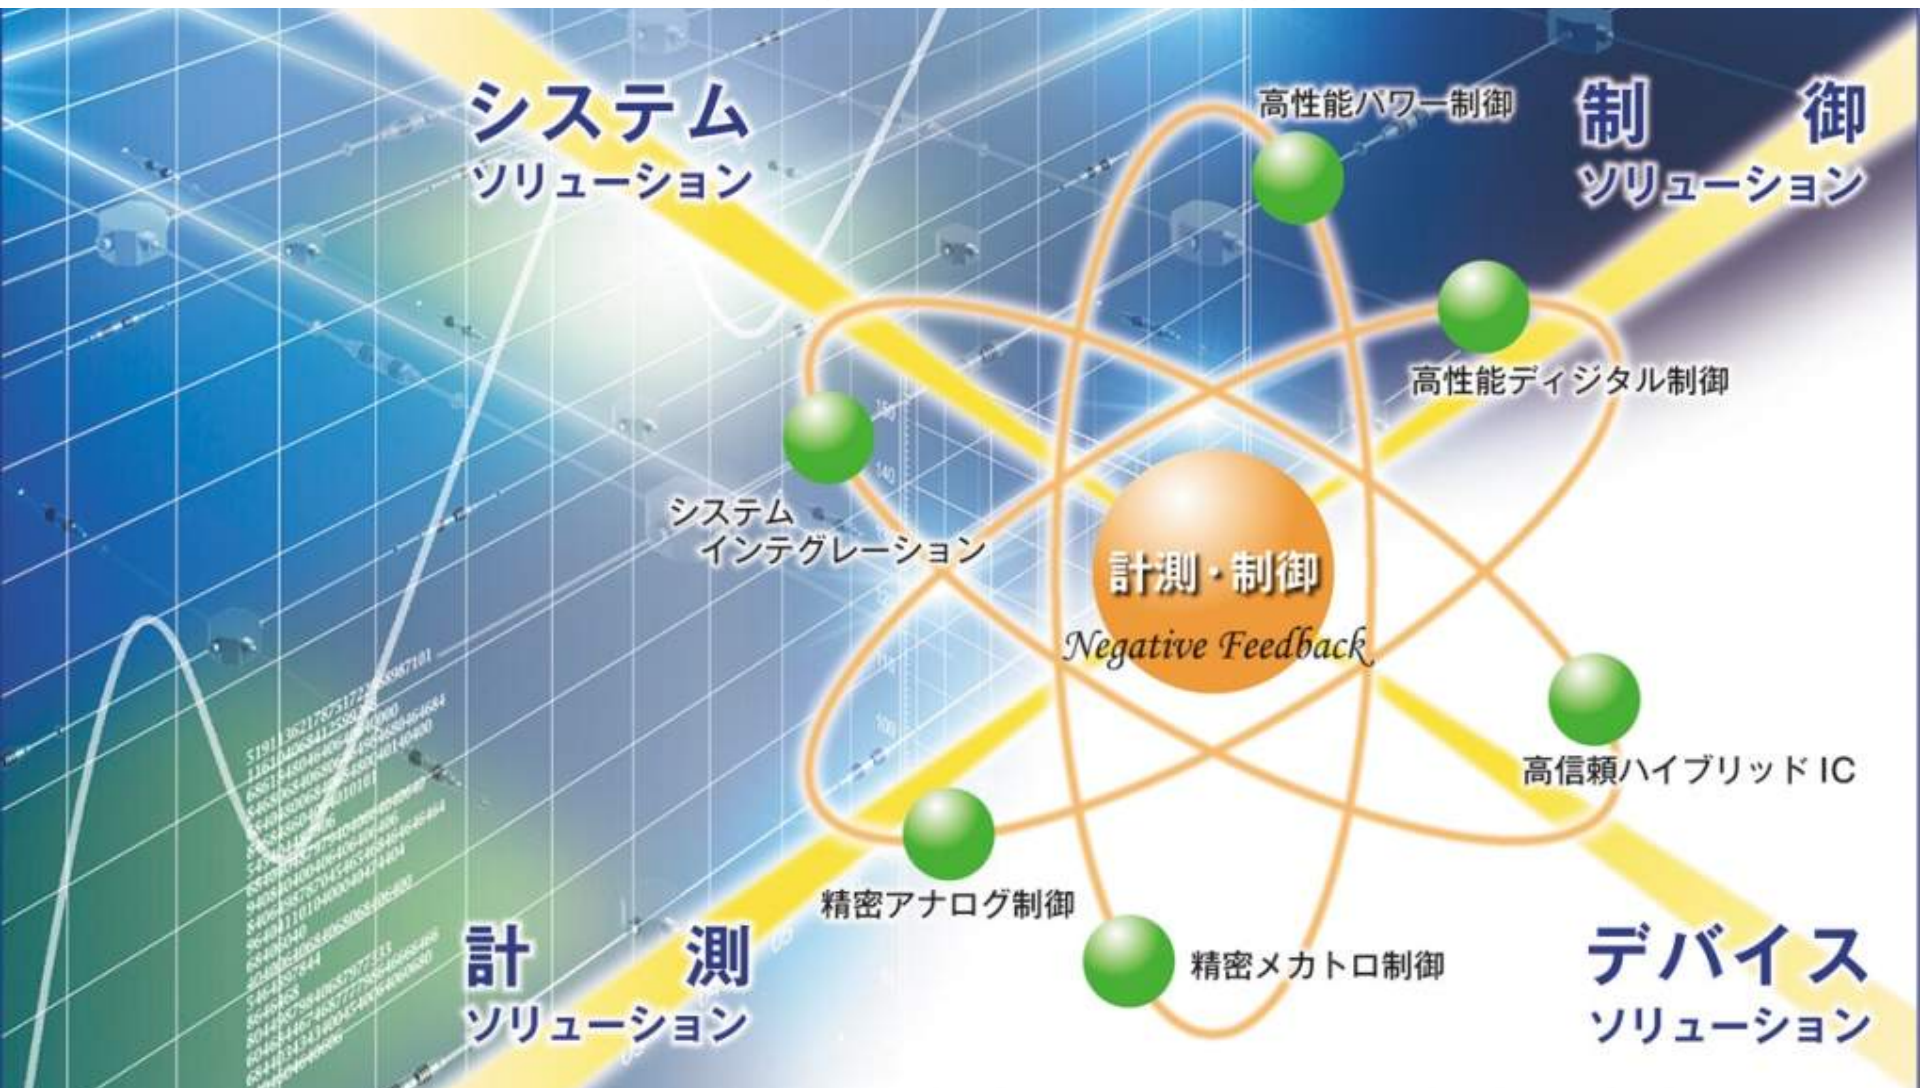 システム
ソリューション
高性能パワー制御
制御
ソリューション
高性能ディジタル制御
システム
インテグレーション
計測・制御
Negative Feedback
高信頼ハイブリッドIC
精密アナログ制御
精密メカトロ制御
計測
ソリューション
デバイス
ソリューション
150
140
100